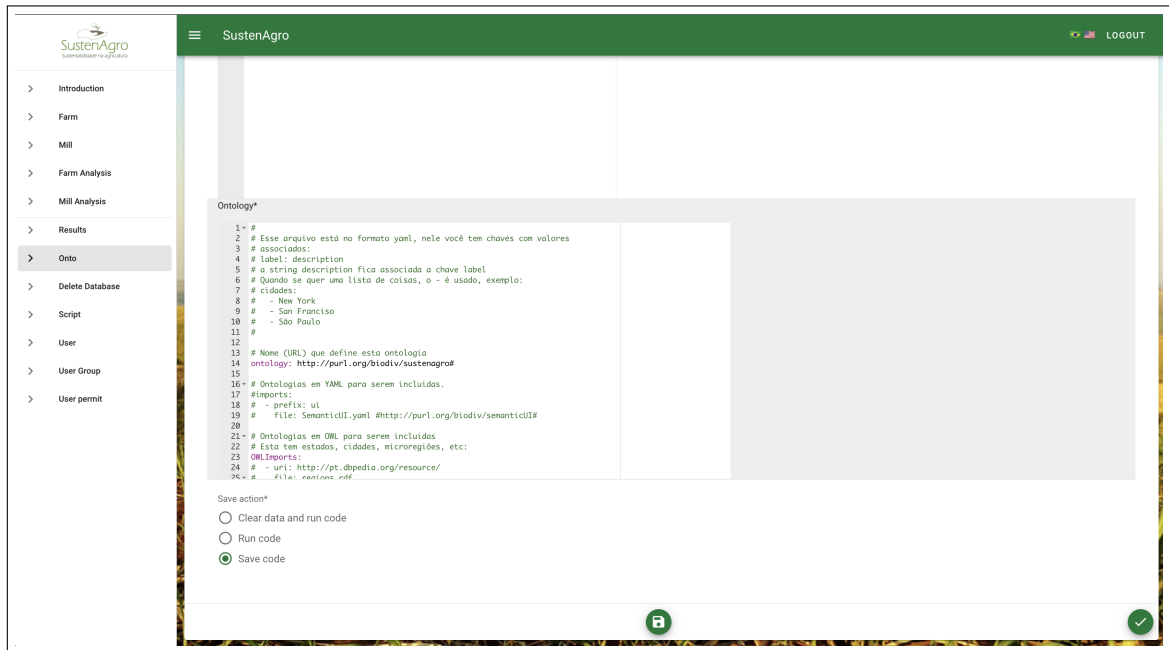 SustenAgro
Sustentabilidade na agricultura
SustenAgro
LOGOUT
Introduction
Farm
Mill
Farm Analysis
Mill Analysis
Results
Onto
Delete Database
Script
User
User Group
User permit
Ontology*
1 #
2 # Esse arquivo está no formato yaml, nele você tem chaves com valores
3 # associados:
4 # label: description
5 # a string description fica associada a chave label
6 # Quando se quer uma lista de coisas, o - é usado, exemplo:
7 # cidades:
8 #   - New York
9 #   - San Franciso
10 #   - São Paulo
11 #
12
13 # Nome (URL) que define esta ontologia
14 ontology: http://purl.org/biodiv/sustenagro#
15
16 # Ontologias em YAML para serem incluidas.
17 #imports:
18 #  - prefix: ui
19 #    file: SemanticUI.yaml #http://purl.org/biodiv/semanticUI#
20
21 # Ontologias em OWL para serem incluidas
22 # Esta tem estados, cidades, microregiões, etc:
23 OWLImports:
24 #  - uri: http://pt.dbpedia.org/resource/
25 #    file: regions.rdf
Save action*
Clear data and run code
Run code
Save code